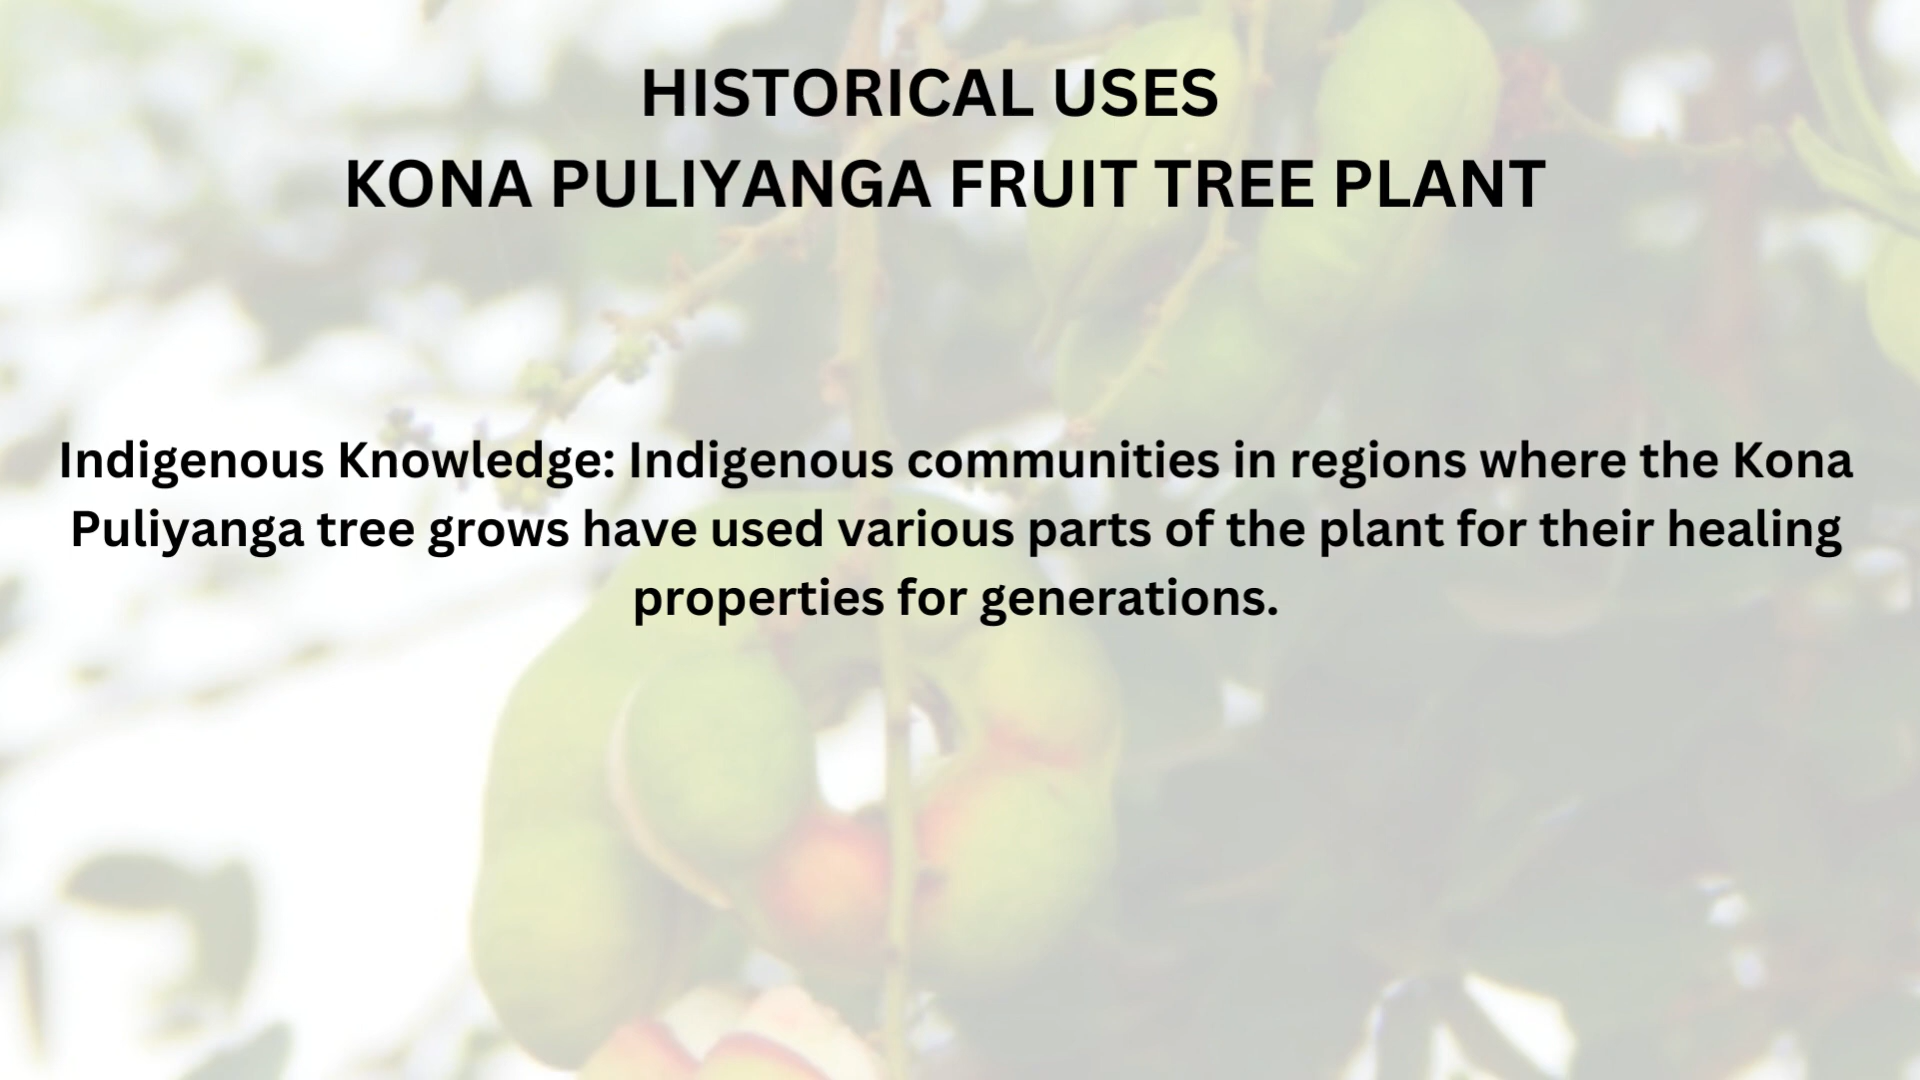 HISTORICAL USES
KONA PULIYANGA FRUIT TREE PLANT
Indigenous Knowledge: Indigenous communities in regions where the Kona
Puliyanga tree grows have used various parts of the plant for their healing
properties for generations.